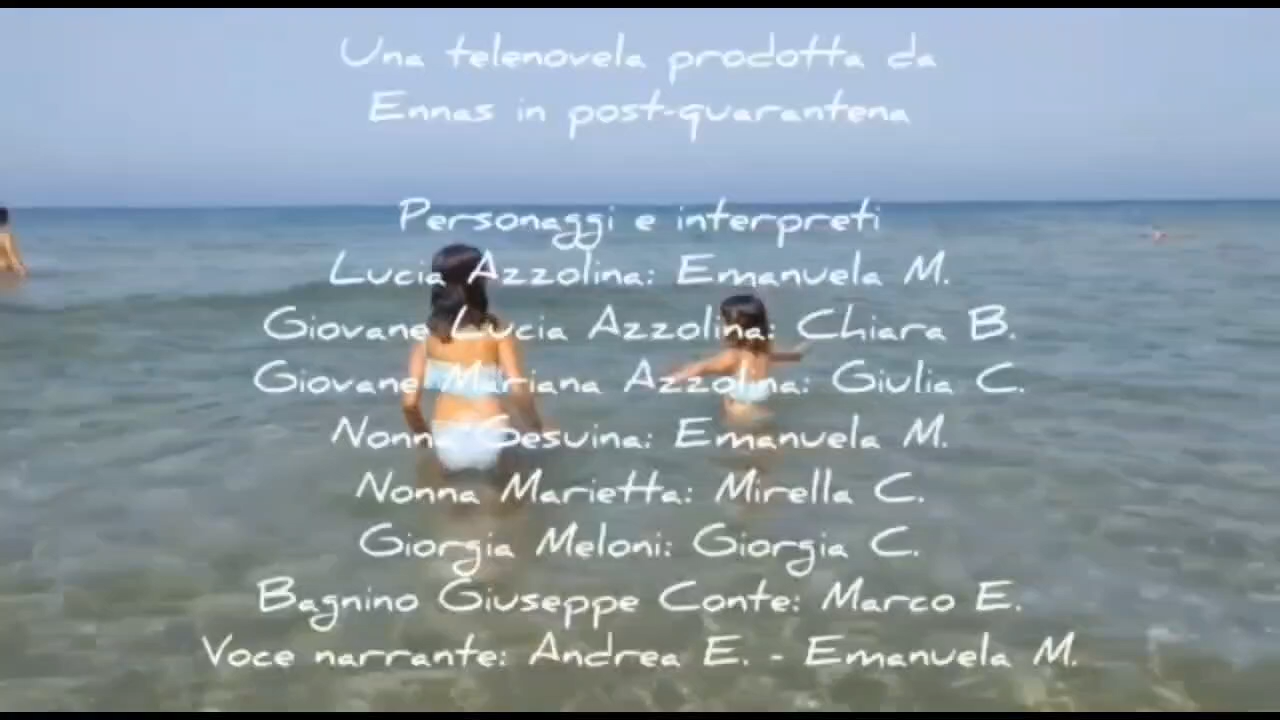 Una telenovela prodotta da
Ennas in post-quarantena
Personaggi e interpreti
Lucia Azzolina: Emanuela M.
Giovane Lucia Azzolina: Chiara B.
Giovane Mariana Azzolina: Giulia C.
Nonna Gesuina: Emanuela M.
Nonna Marietta: Mirella C.
Giorgia Meloni: Giorgia C.
Bagnino Giuseppe Conte: Marco E.
Voce narrante: Andrea E. - Emanuela M.